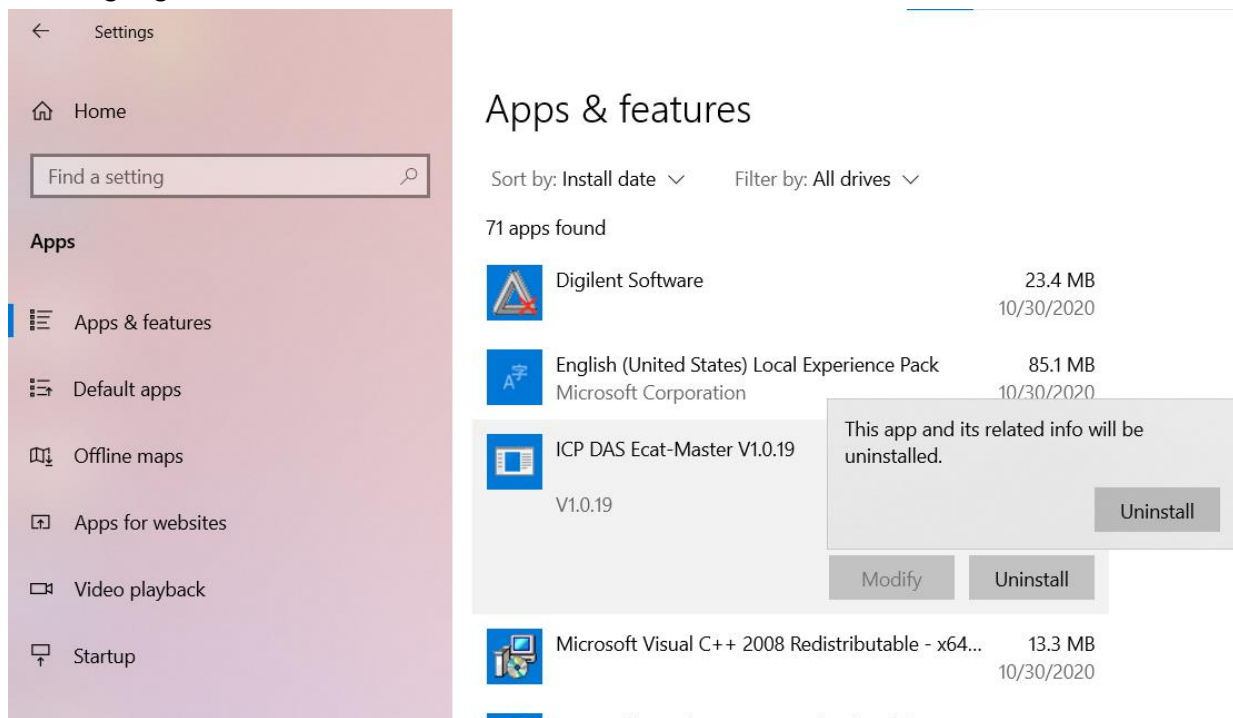 Settings
Home
Find a setting
Apps
Apps & features
Default apps
Offline maps
Apps for websites
Video playback
Startup
Apps & features
Sort by: Install date Filter by: All drives
71 apps found
Digilent Software 23.4 MB
10/30/2020
A字
English (United States) Local Experience Pack 85.1 MB
Microsoft Corporation 10/30/2020
ICP DAS Ecat-Master V1.0.19
V1.0.19
This app and its related info will be
uninstalled.
Uninstall
Modify Uninstall
Microsoft Visual C++ 2008 Redistributable - x64... 13.3 MB
10/30/2020